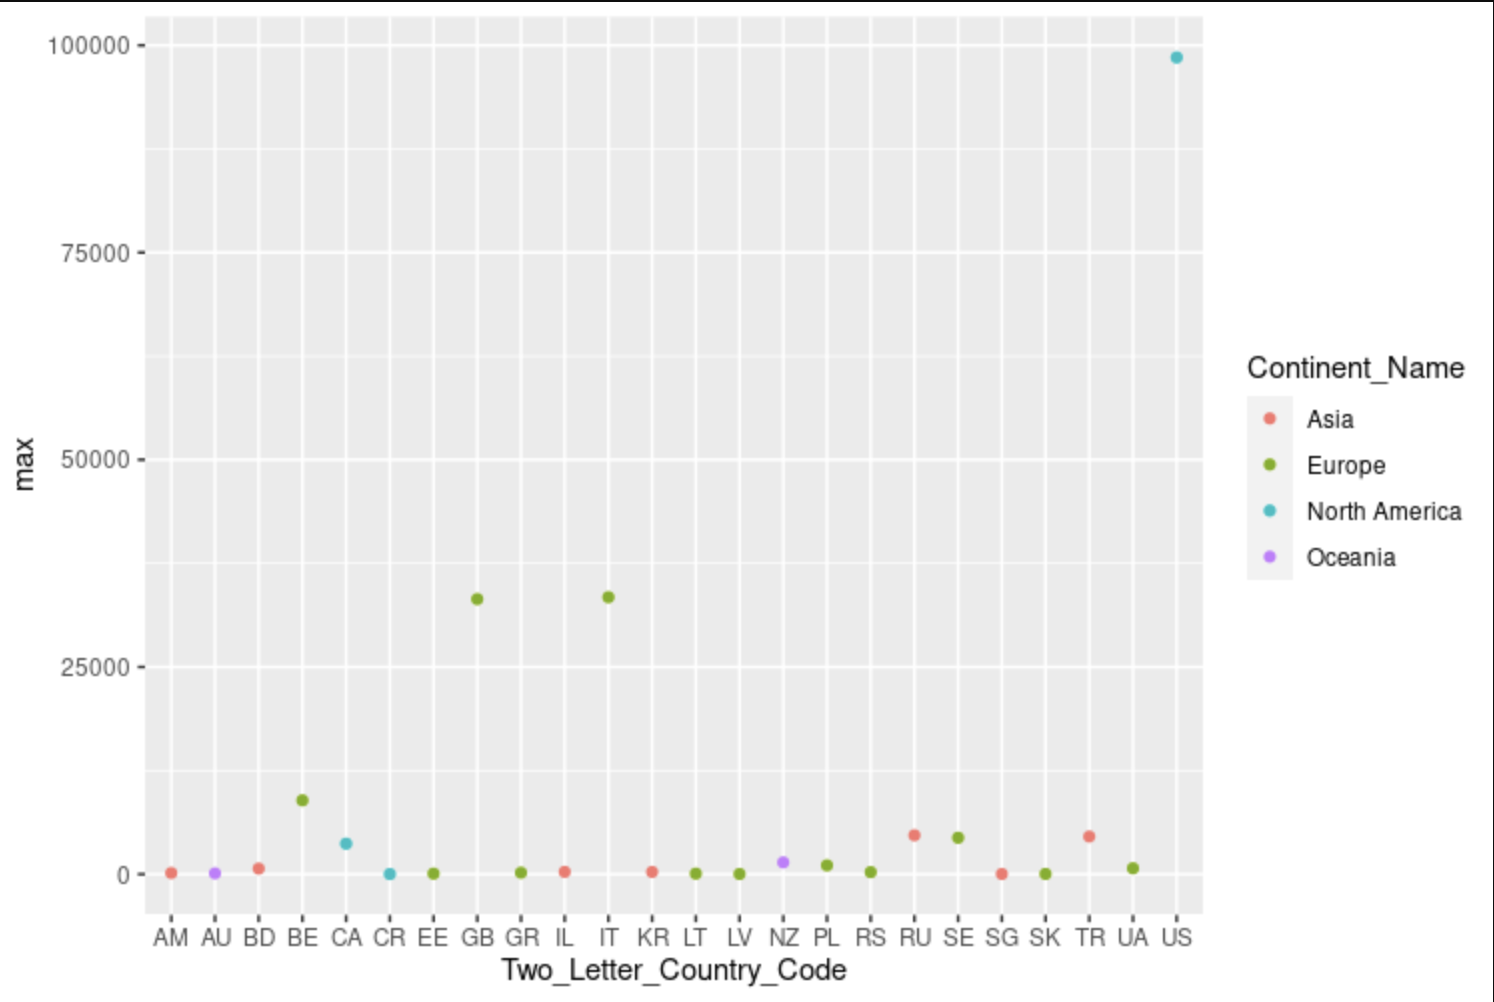 100000
75000
50000
25000
0
max
AM AU BD BE CA CR EE GB GR IL IT KR LT LV NZ PL RS RU SE SG SK TR UA US
Two_Letter_Country_Code
Continent_Name
Asia
Europe
North America
Oceania